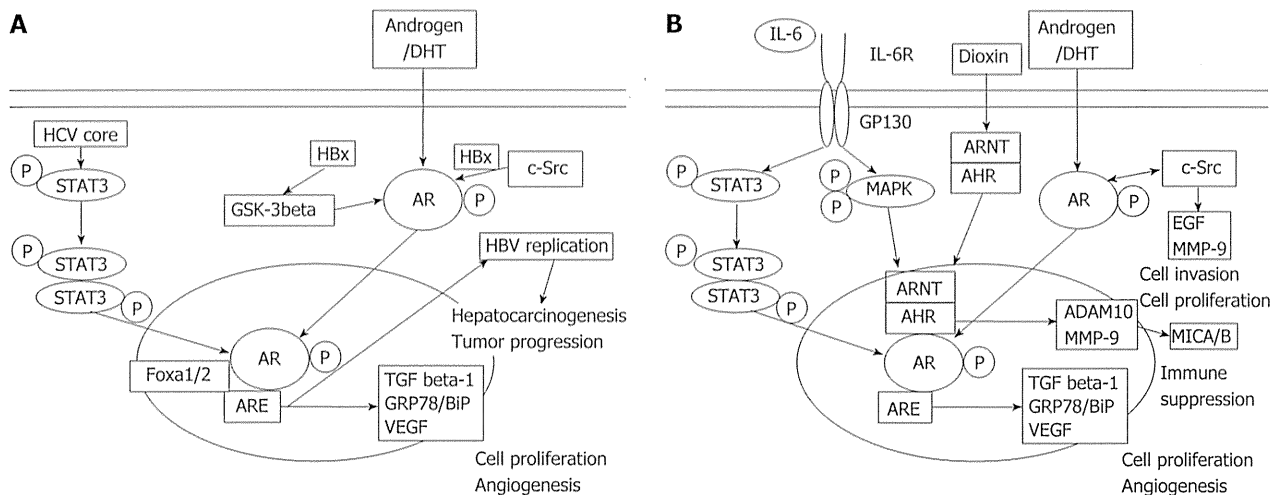 A
Androgen
/DHT
HCV core
P
STAT3
HBx
GSK-3beta
HBx
c-Src
AR
P
P
STAT3
STAT3
P
HBV replication
Hepatocarcinogenesis
Tumor progression
AR
P
Foxa1/2
ARE
TGF beta-1
GRP78/BiP
VEGF
Cell proliferation
Angiogenesis
B
IL-6
IL-6R
GP130
Dioxin
Androgen
/DHT
ARNT
AHR
P
STAT3
P
P
MAPK
AR
P
c-Src
EGF
MMP-9
Cell invasion
Cell proliferation
P
STAT3
STAT3
P
ARNT
AHR
AR
P
ARE
ADAM10
MMP-9
MICA/B
Immune
suppression
TGF beta-1
GRP78/BiP
VEGF
Cell proliferation
Angiogenesis